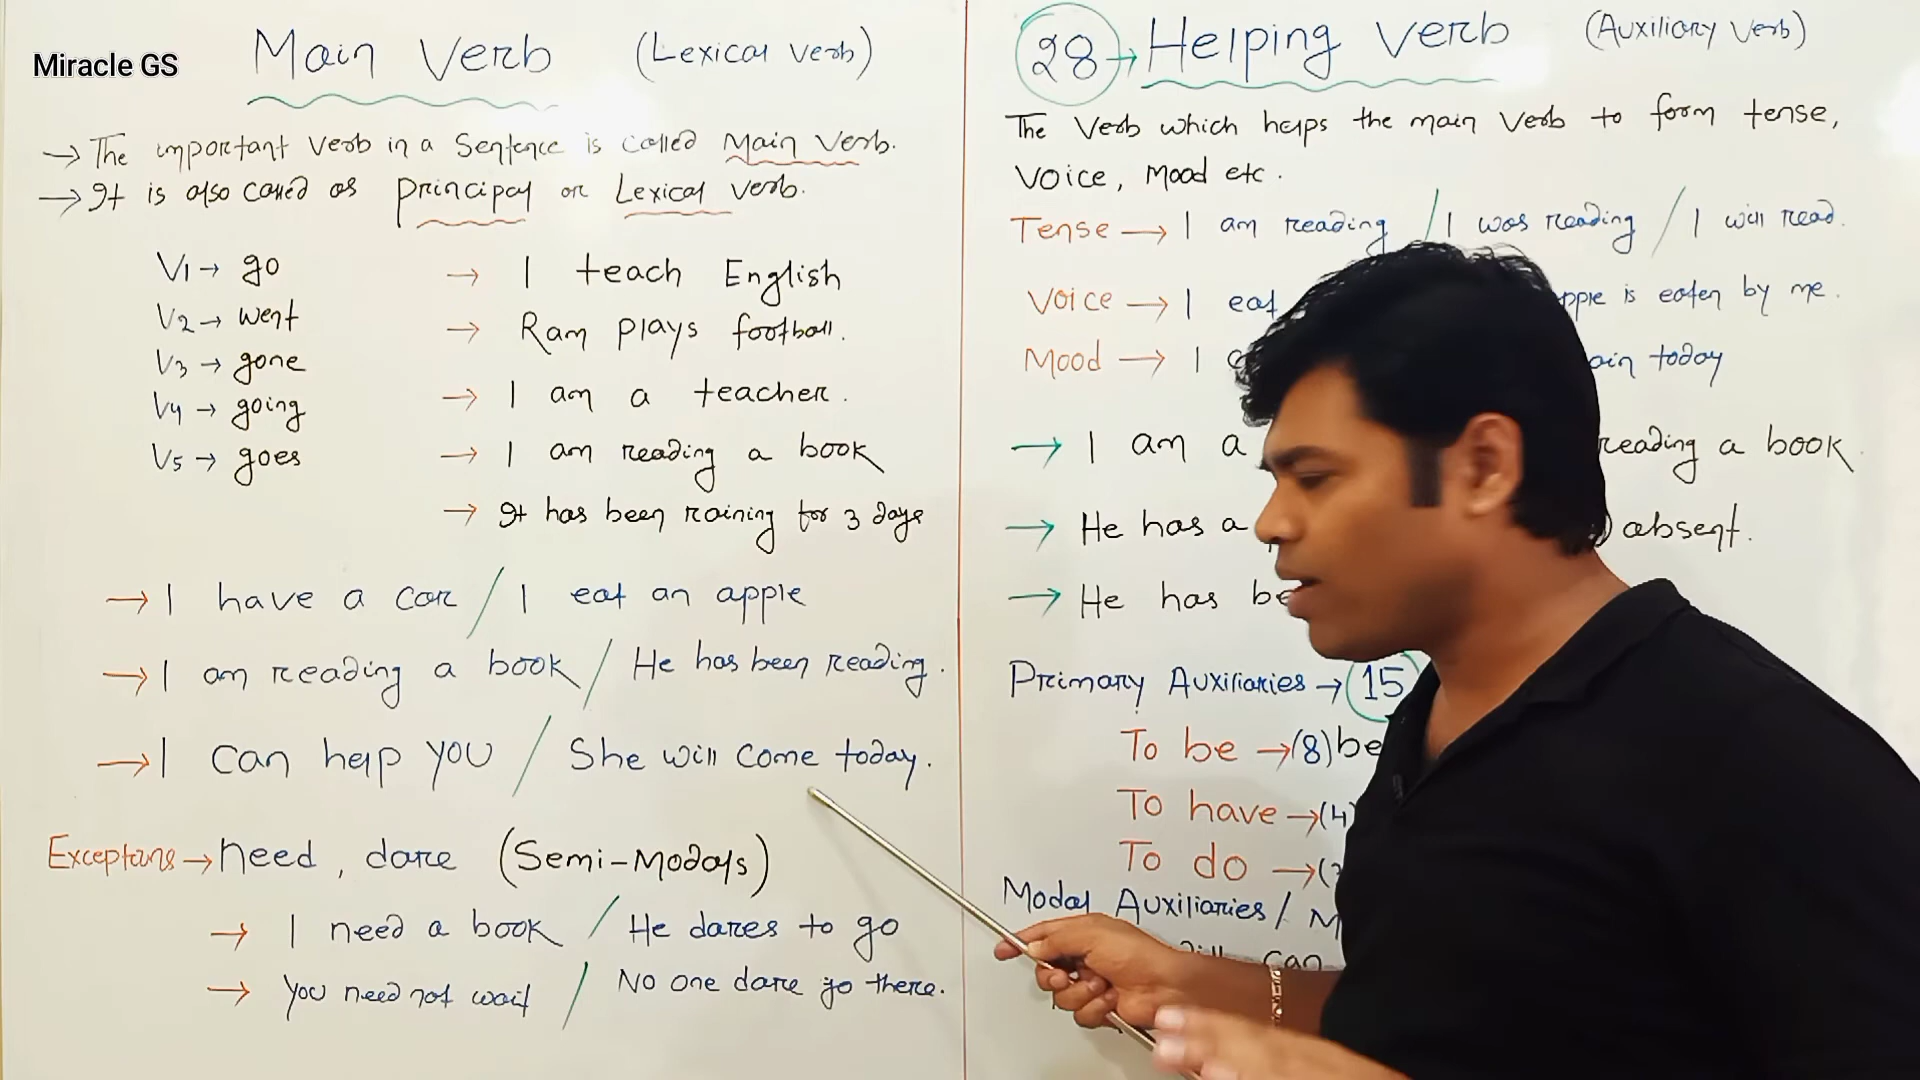 Miracle GS
Main Verb (Lexical verb)
→ The important verb in a Sentence is called Main Verb.
→ It is also called as principal or Lexical verb.
V1 → go
V2 → went
V3 → gone
V4 → going
V5 → goes
→ I teach English
→ Ram plays football.
→ I am a teacher.
→ I am reading a book
→ It has been raining for 3 days
→ I have a car / I eat an apple
→ I am reading a book / He has been reading.
→ I can help you / She will come today.
Exceptions → need, dare (Semi-Modals)
→ I need a book / He dares to go
→ You need not wait / No one dare go there.
28 → Helping verb (Auxiliary Verb)
The Verb which helps the main verb to form tense,
Voice, Mood etc.
Tense → I am reading / I was reading / I will read.
Voice → I eat is eaten by me.
Mood → I today
→ I am a reading a book.
→ He has a absent.
→ He has
Primary Auxiliaries → 15
To be → (8) be
To have → (4)
To do →
Modal Auxiliaries /
can